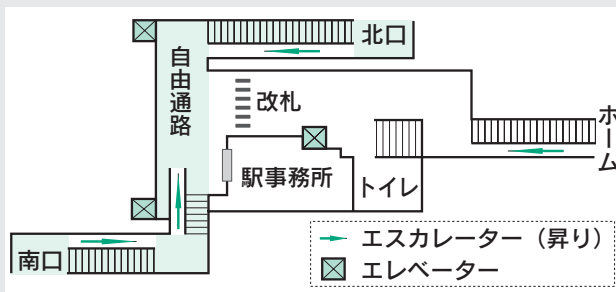 北口
自由通路
改札
ホーム
駅事務所
トイレ
南口
エスカレーター（昇り）
エレベーター